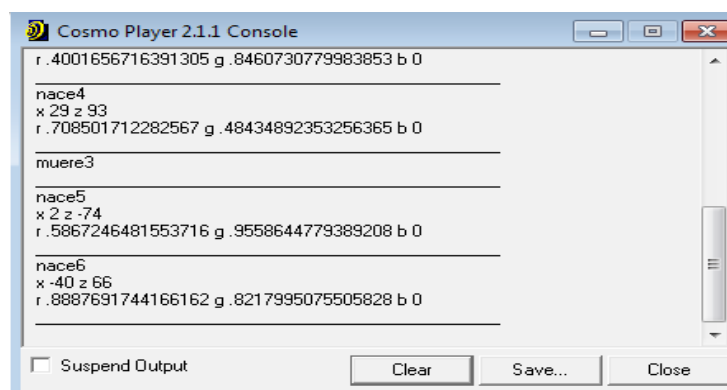 Cosmo Player 2.1.1 Console
r .4001656716391305 g .8460730779983853 b 0
nace4
x 29 z 93
r .708501712282567 g .48434892353256365 b 0
muere3
nace5
x 2 z -74
r .5867246481553716 g .9558644779389208 b 0
nace6
x -40 z 66
r .8887691744166162 g .8217995075505828 b 0
Suspend Output
Clear
Save...
Close